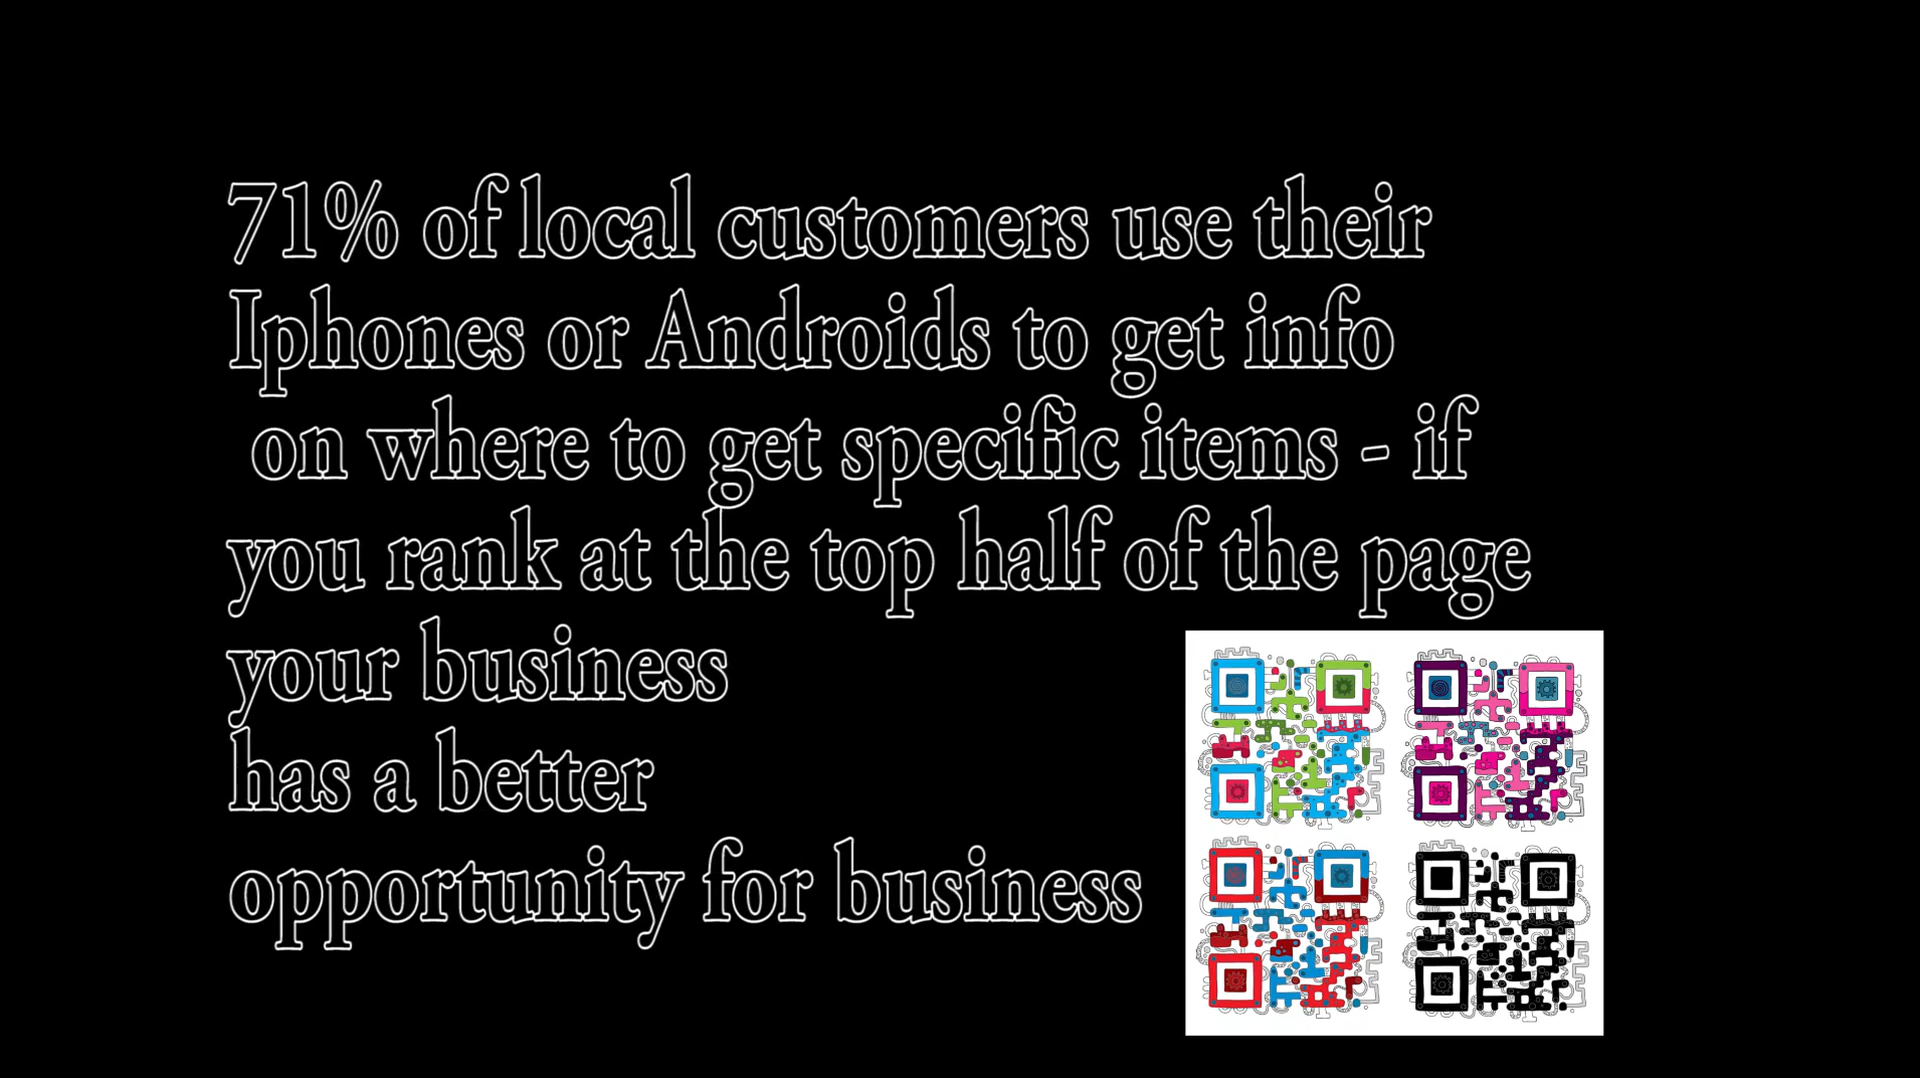 71% of local customers use their
Iphones or Androids to get info
on where to get specific items - if
you rank at the top half of the page
your business
has a better
opportunity for business